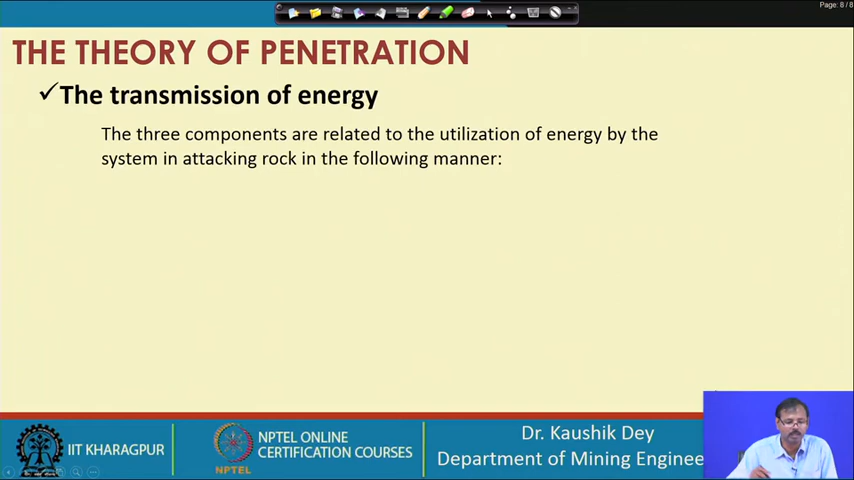 Page: 8 / 8
THE THEORY OF PENETRATION
✓The transmission of energy
The three components are related to the utilization of energy by the
system in attacking rock in the following manner:
IIT KHARAGPUR
NPTEL
NPTEL ONLINE
CERTIFICATION COURSES
Dr. Kaushik Dey
Department of Mining Enginee